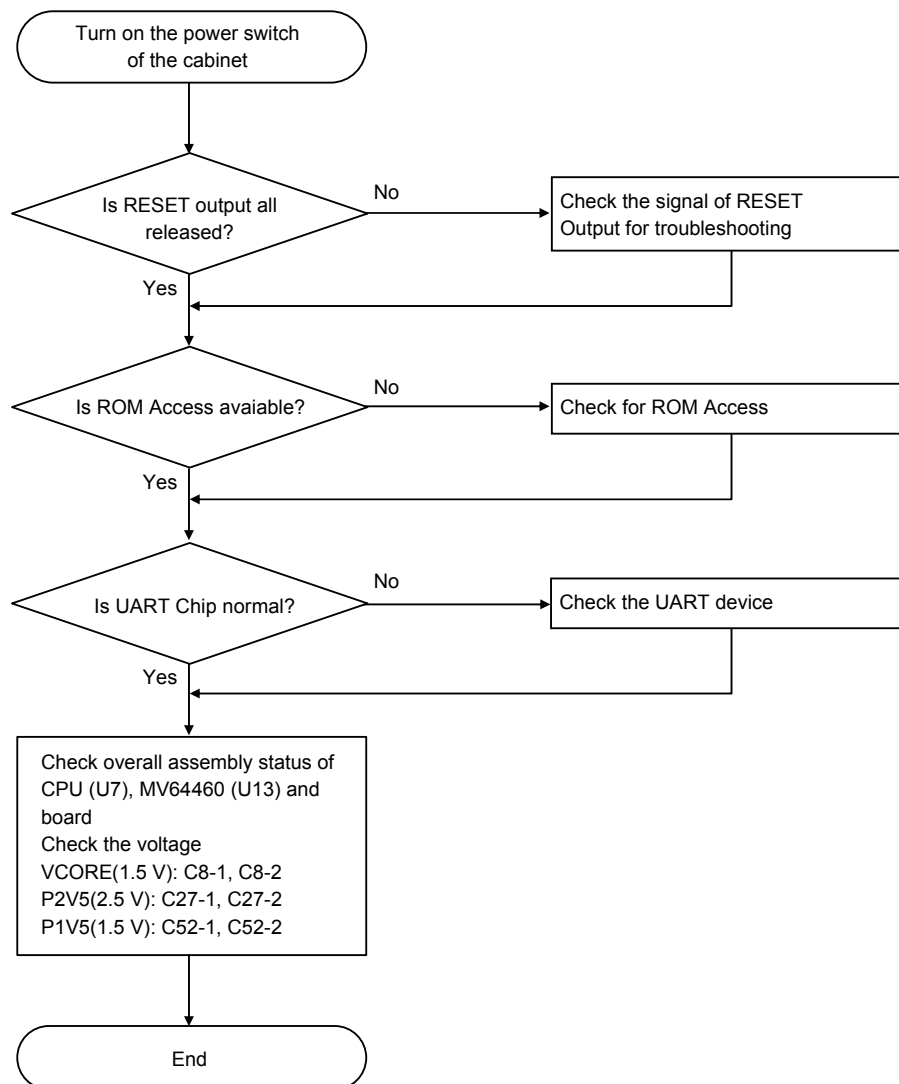 Turn on the power switch
of the cabinet
Is RESET output all
released?
No
Check the signal of RESET
Output for troubleshooting
Yes
Is ROM Access avaiable?
No
Check for ROM Access
Yes
Is UART Chip normal?
No
Check the UART device
Yes
Check overall assembly status of
CPU (U7), MV64460 (U13) and
board
Check the voltage
VCORE(1.5 V): C8-1, C8-2
P2V5(2.5 V): C27-1, C27-2
P1V5(1.5 V): C52-1, C52-2
End